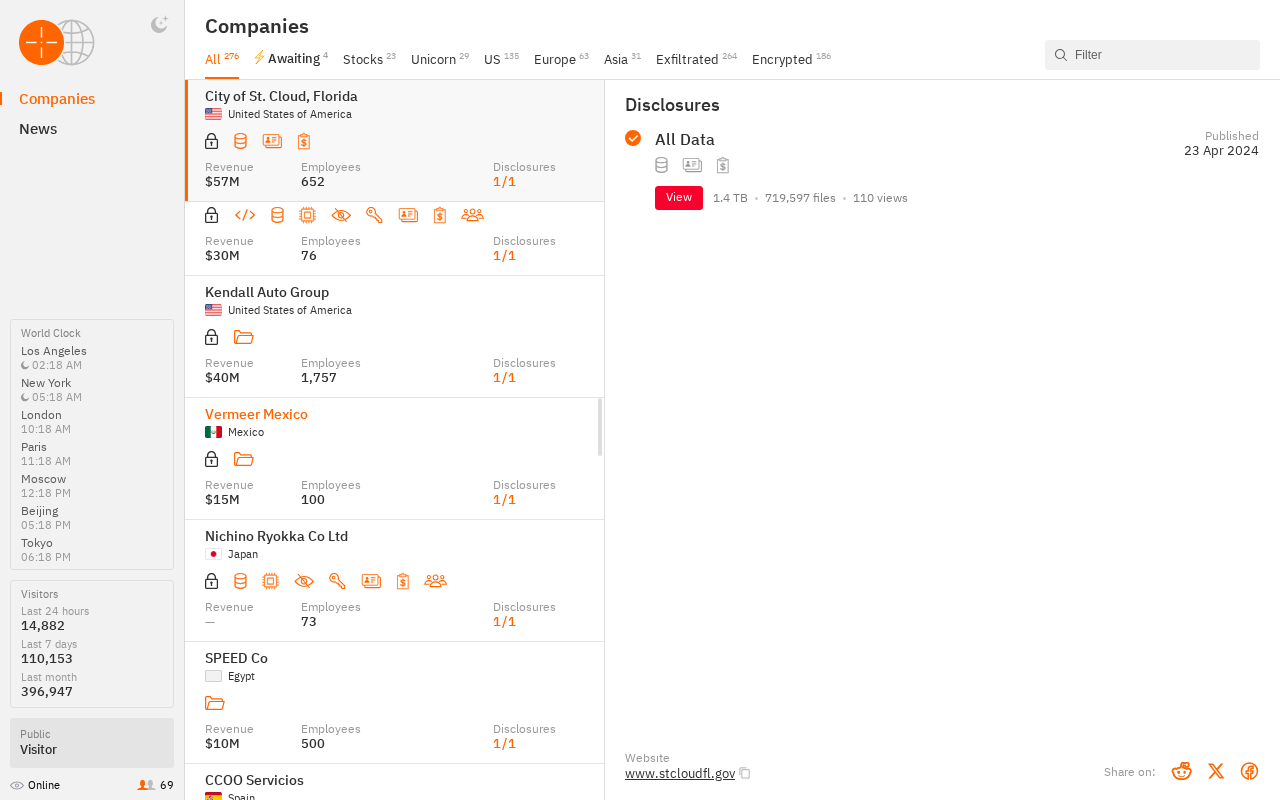 Companies
All 276
Awaiting 4
Stocks 23
Unicorn 29
US 135
Europe 63
Asia 31
Exfiltrated 264
Encrypted 186
Filter
Companies
News
World Clock
Los Angeles
02:18 AM
New York
05:18 AM
London
10:18 AM
Paris
11:18 AM
Moscow
12:18 PM
Beijing
05:18 PM
Tokyo
06:18 PM
Visitors
Last 24 hours
14,882
Last 7 days
110,153
Last month
396,947
Public
Visitor
Online
69
City of St. Cloud, Florida
United States of America
Revenue Employees Disclosures
$57M 652 1/1
Revenue Employees Disclosures
$30M 76 1/1
Kendall Auto Group
United States of America
Revenue Employees Disclosures
$40M 1,757 1/1
Vermeer Mexico
Mexico
Revenue Employees Disclosures
$15M 100 1/1
Nichino Ryokka Co Ltd
Japan
Revenue Employees Disclosures
— 73 1/1
SPEED Co
Egypt
Revenue Employees Disclosures
$10M 500 1/1
CCOO Servicios
Spain
Disclosures
All Data
Published
23 Apr 2024
View
1.4 TB • 719,597 files • 110 views
Website
www.stcloudfl.gov
Share on: